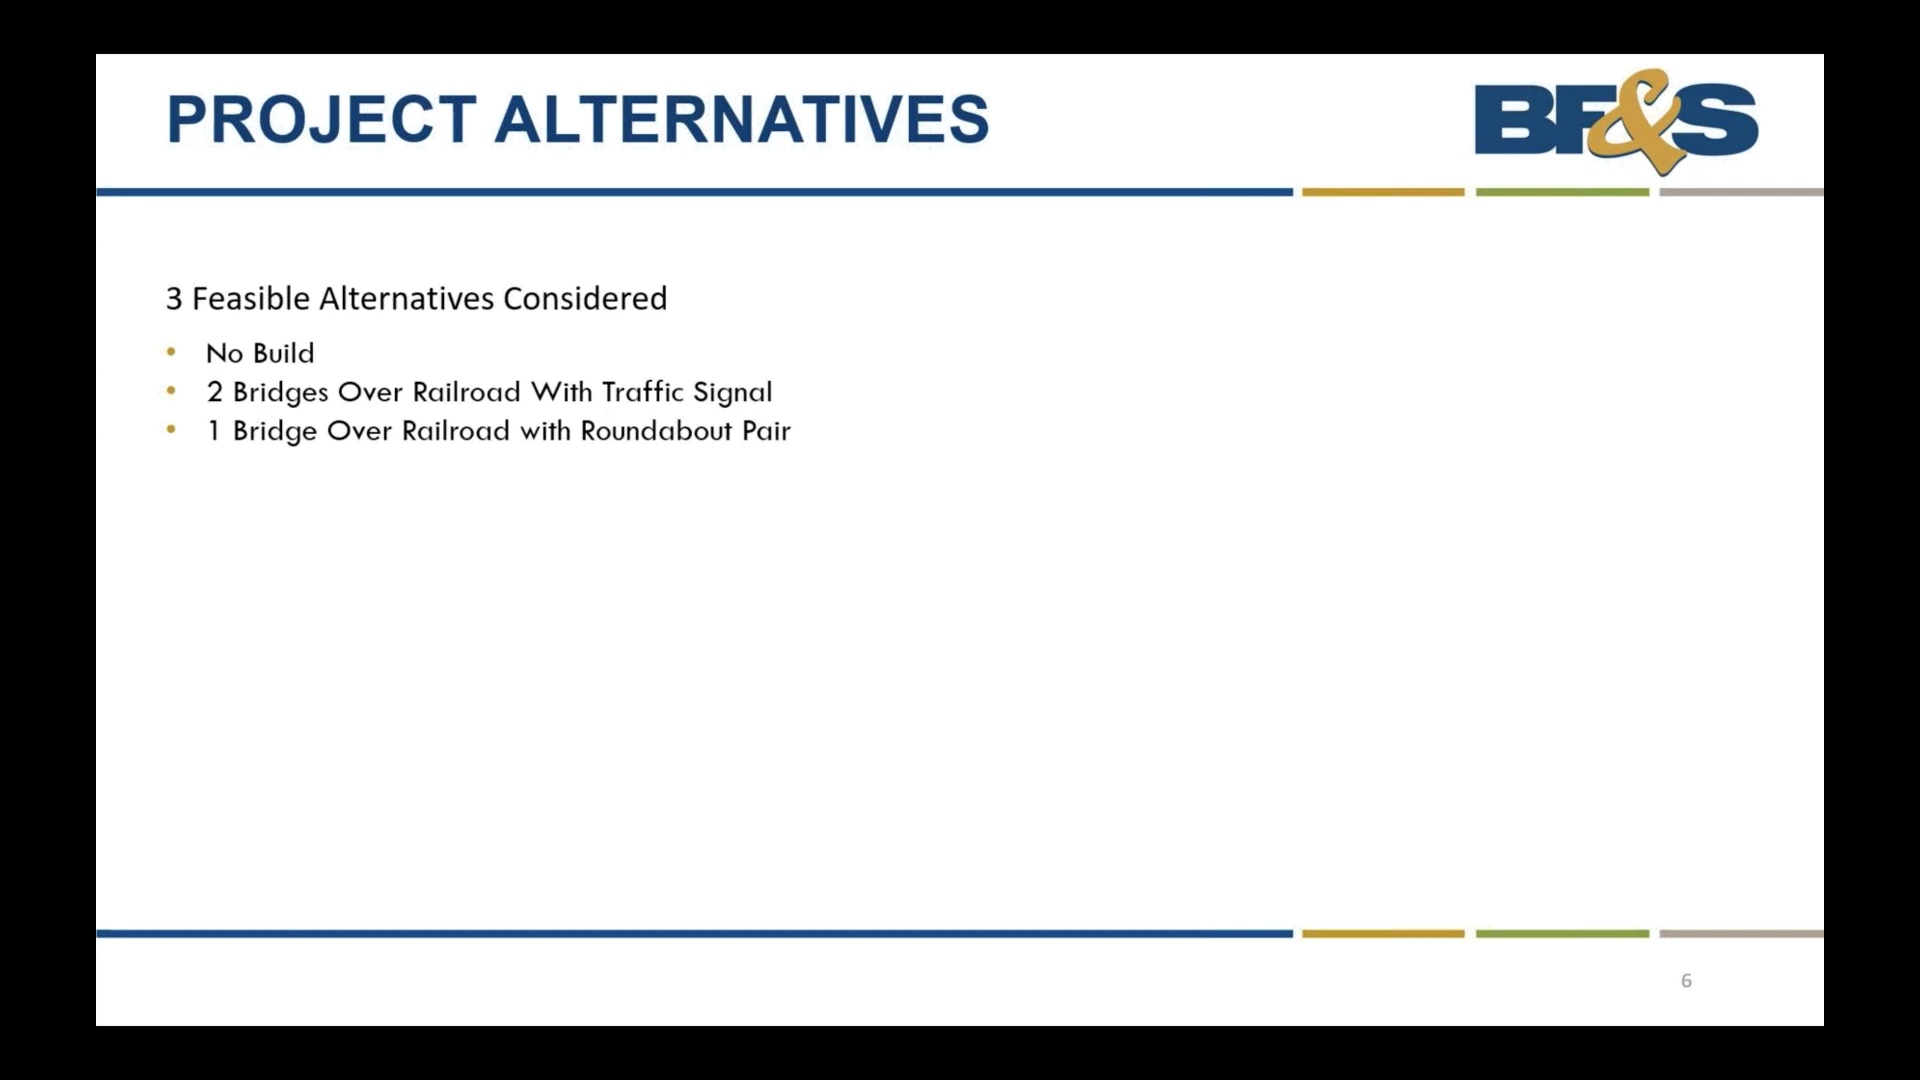 PROJECT ALTERNATIVES
BF&S
3 Feasible Alternatives Considered
• No Build
• 2 Bridges Over Railroad With Traffic Signal
• 1 Bridge Over Railroad with Roundabout Pair
6